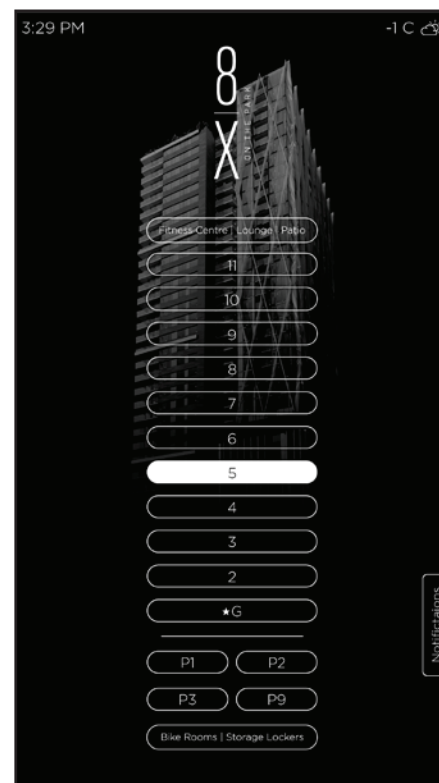 3:29 PM
-1 C
8
X
ON THE PARK
Fitness Centre | Lounge | Patio
11
10
9
8
7
6
5
4
3
2
★G
P1 P2
P3 P9
Bike Rooms | Storage Lockers
Notifictaions